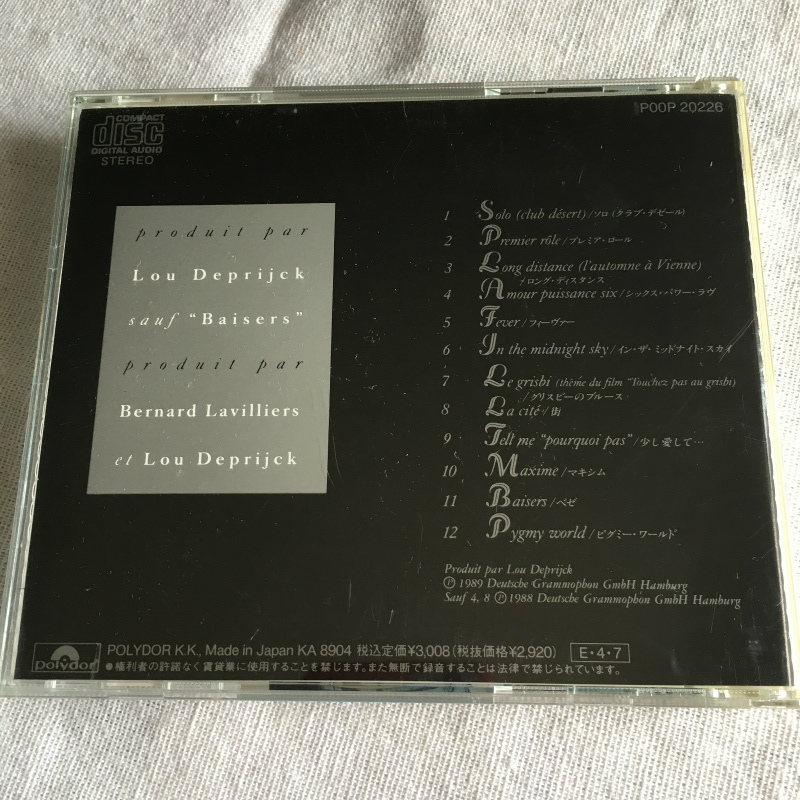 COMPACT
disc
DIGITAL AUDIO
STEREO
POOP 20226
produit par
Lou Deprijck
sauf "Baisers"
produit par
Bernard Lavilliers
et Lou Deprijck
1 Solo (club désert)/ソロ(クラブ・デゼール)
2 Premier rôle/プレミア・ロール
3 Long distance (l'automne à Vienne)
/ロング・ディスタンス
4 Amour puissance six/シックス・パワー・ラヴ
5 Fever/フィーヴァー
6 In the midnight sky/イン・ザ・ミッドナイト・スカイ
7 Le grisbi (thème du film "Touchez pas au grisbi)
/グリスビーのブルース
8 La cité/街
9 Tell me "pourquoi pas"/少し愛して…
10 Maxime/マキシム
11 Baisers/ベゼ
12 Pygmy world/ピグミー・ワールド
Produit par Lou Deprijck
Ⓟ 1989 Deutsche Grammophon GmbH Hamburg
Sauf 4, 8 Ⓟ 1988 Deutsche Grammophon GmbH Hamburg
polydor
POLYDOR K.K., Made in Japan KA 8904 税込定価¥3,008(税抜価格¥2,920) E・4・7
●権利者の許諾なく賃貸業に使用することを禁じます。また無断で録音することは法律で禁じられています。